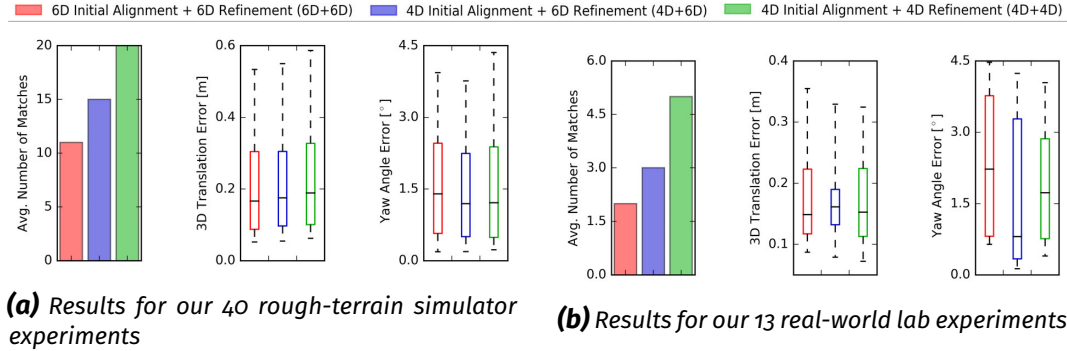 6D Initial Alignment + 6D Refinement (6D+6D) 4D Initial Alignment + 6D Refinement (4D+6D) 4D Initial Alignment + 4D Refinement (4D+4D)
Avg. Number of Matches
20
15
10
5
0
3D Translation Error [m]
0.6
0.4
0.2
0.0
Yaw Angle Error [°]
4.5
3.0
1.5
0.0
(a) Results for our 40 rough-terrain simulator
experiments
Avg. Number of Matches
6.0
4.5
3.0
1.5
0.0
3D Translation Error [m]
0.4
0.3
0.2
0.1
Yaw Angle Error [°]
4.5
3.0
1.5
0.0
(b) Results for our 13 real-world lab experiments